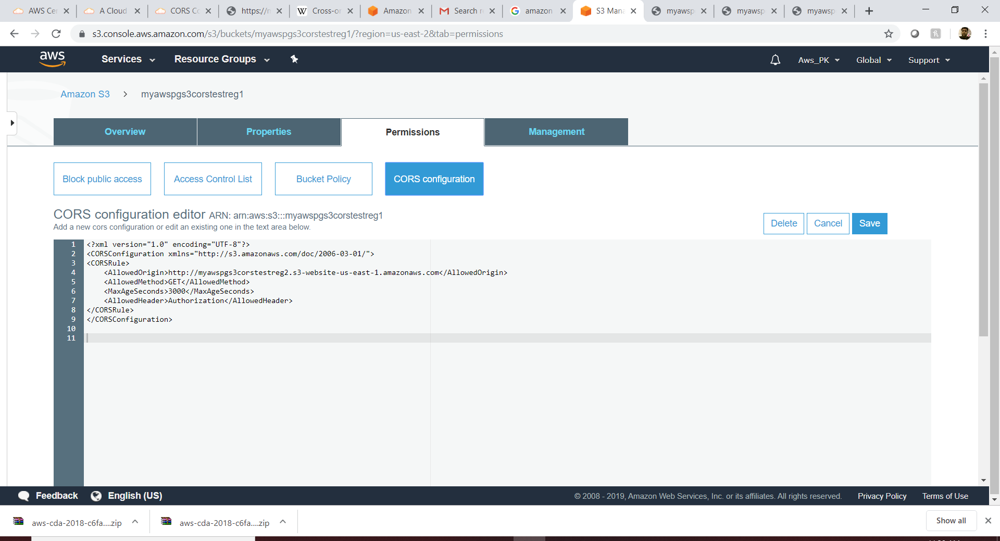 AWS Cer
A Cloud
CORS Co
https://m
Cross-or
Amazon
Search re
amazon
S3 Mana
myawsp
myawsp
myawsp
s3.console.aws.amazon.com/s3/buckets/myawspgs3corstestreg1/?region=us-east-2&tab=permissions
aws
Services
Resource Groups
Aws_PK
Global
Support
Amazon S3 > myawspgs3corstestreg1
Overview
Properties
Permissions
Management
Block public access
Access Control List
Bucket Policy
CORS configuration
CORS configuration editor ARN: arn:aws:s3:::myawspgs3corstestreg1
Add a new cors configuration or edit an existing one in the text area below.
Delete
Cancel
Save
1 <?xml version="1.0" encoding="UTF-8"?>
2 <CORSConfiguration xmlns="http://s3.amazonaws.com/doc/2006-03-01/">
3 <CORSRule>
4 <AllowedOrigin>http://myawspgs3corstestreg2.s3-website-us-east-1.amazonaws.com</AllowedOrigin>
5 <AllowedMethod>GET</AllowedMethod>
6 <MaxAgeSeconds>3000</MaxAgeSeconds>
7 <AllowedHeader>Authorization</AllowedHeader>
8 </CORSRule>
9 </CORSConfiguration>
10
11
Feedback
English (US)
© 2008 - 2019, Amazon Web Services, Inc. or its affiliates. All rights reserved.
Privacy Policy
Terms of Use
aws-cda-2018-c6fa....zip
aws-cda-2018-c6fa....zip
Show all